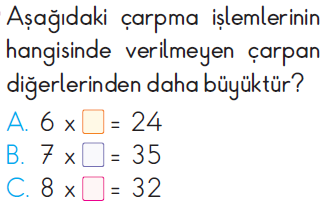 Aşağıdaki çarpma işlemlerinin
hangisinde verilmeyen çarpan
diğerlerinden daha büyüktür?
A. 6 x □ = 24
B. 7 x □ = 35
C. 8 x □ = 32